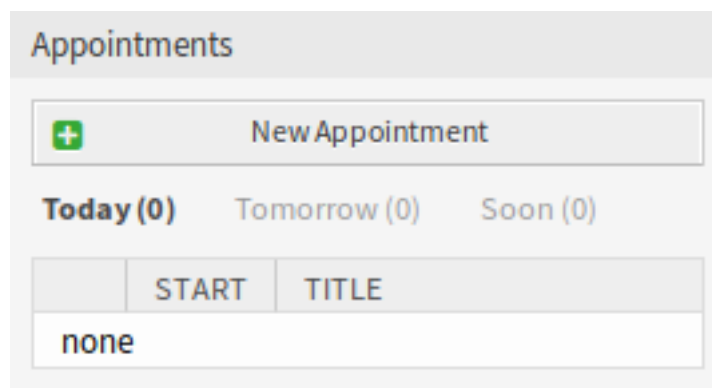 Appointments
New Appointment
Today (0) Tomorrow (0) Soon (0)
START TITLE
none